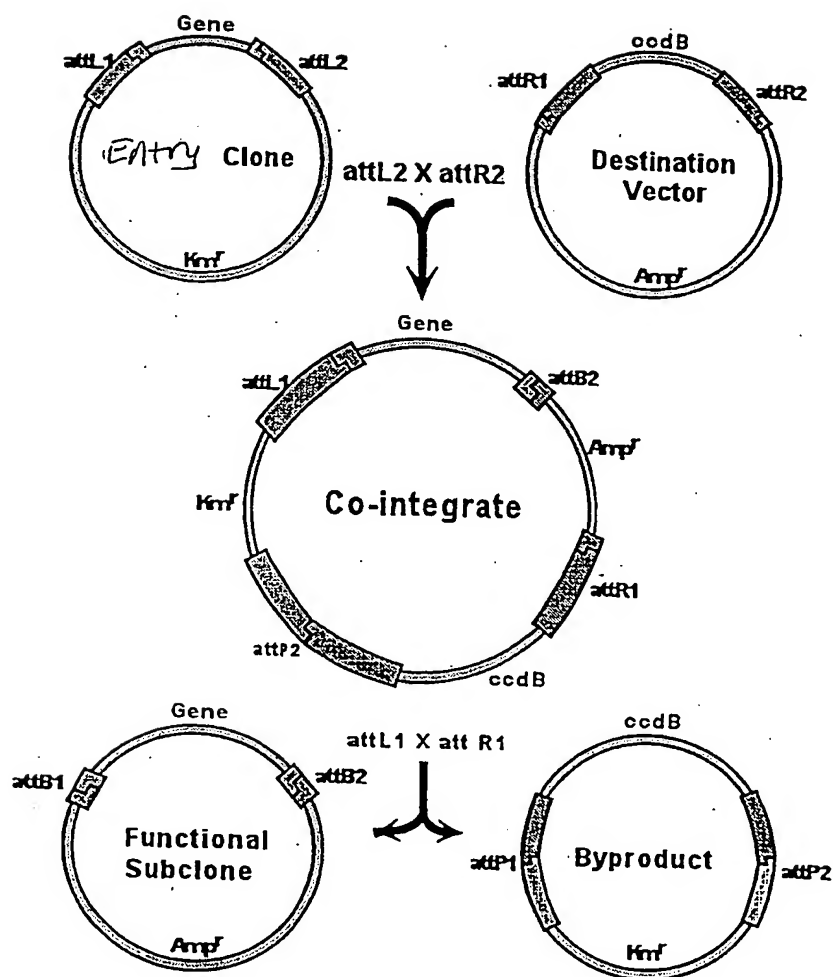 Gene
attL1
attL2
Entry Clone
Kmr
attL2 X attR2
ccdB
attR1
attR2
Destination
Vector
Ampr
Gene
attL1
attB2
Ampr
Kmr
Co-integrate
attR1
attP2
ccdB
attL1 X att R1
Gene
attB1
attB2
Functional
Subclone
Ampr
ccdB
attP1
Byproduct
attP2
Kmr